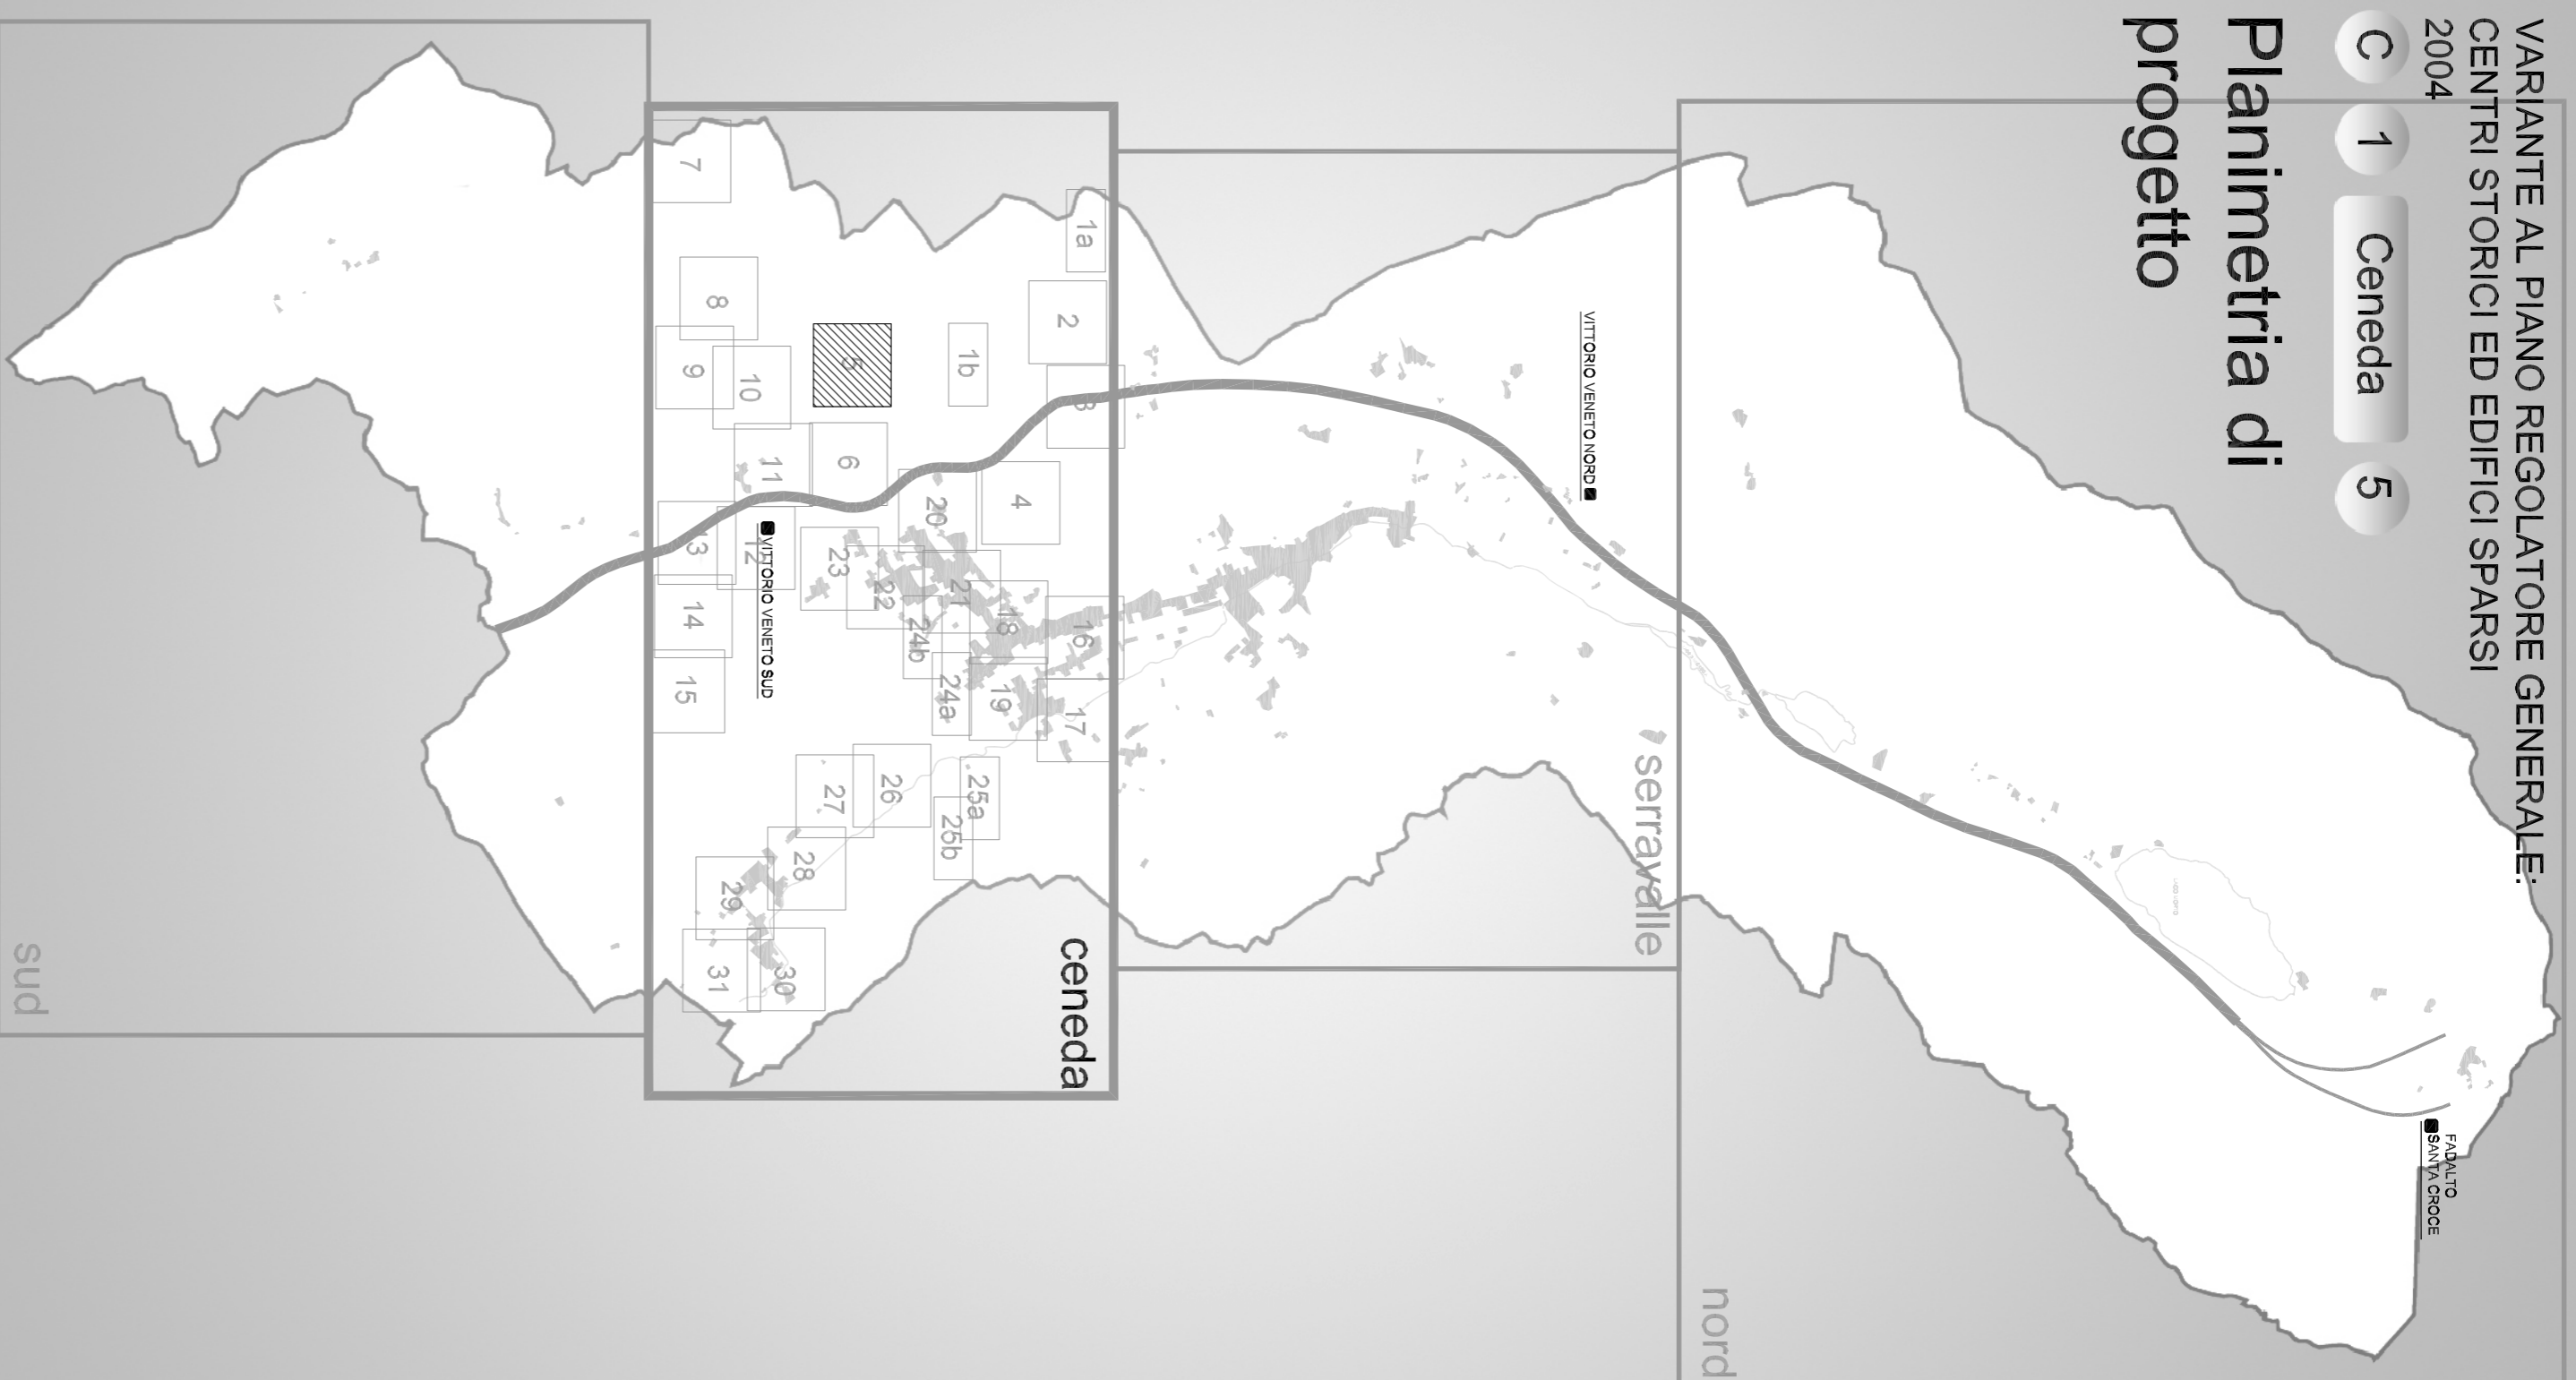 VARIANTE AL PIANO REGOLATORE GENERALE:
CENTRI STORICI ED EDIFICI SPARSI
2004
C 1 Ceneda 5
Planimetria di
progetto
FADALTO
SANTA CROCE
nord
serravalle
VITTORIO VENETO NORD
ceneda
1a
2
3
1b
4
5
6
7
8
9
10
11
12
13
14
15
16
17
18
19
20
21
22
23
24b
24a
25a
25b
26
27
28
29
30
31
VITTORIO VENETO SUD
sud